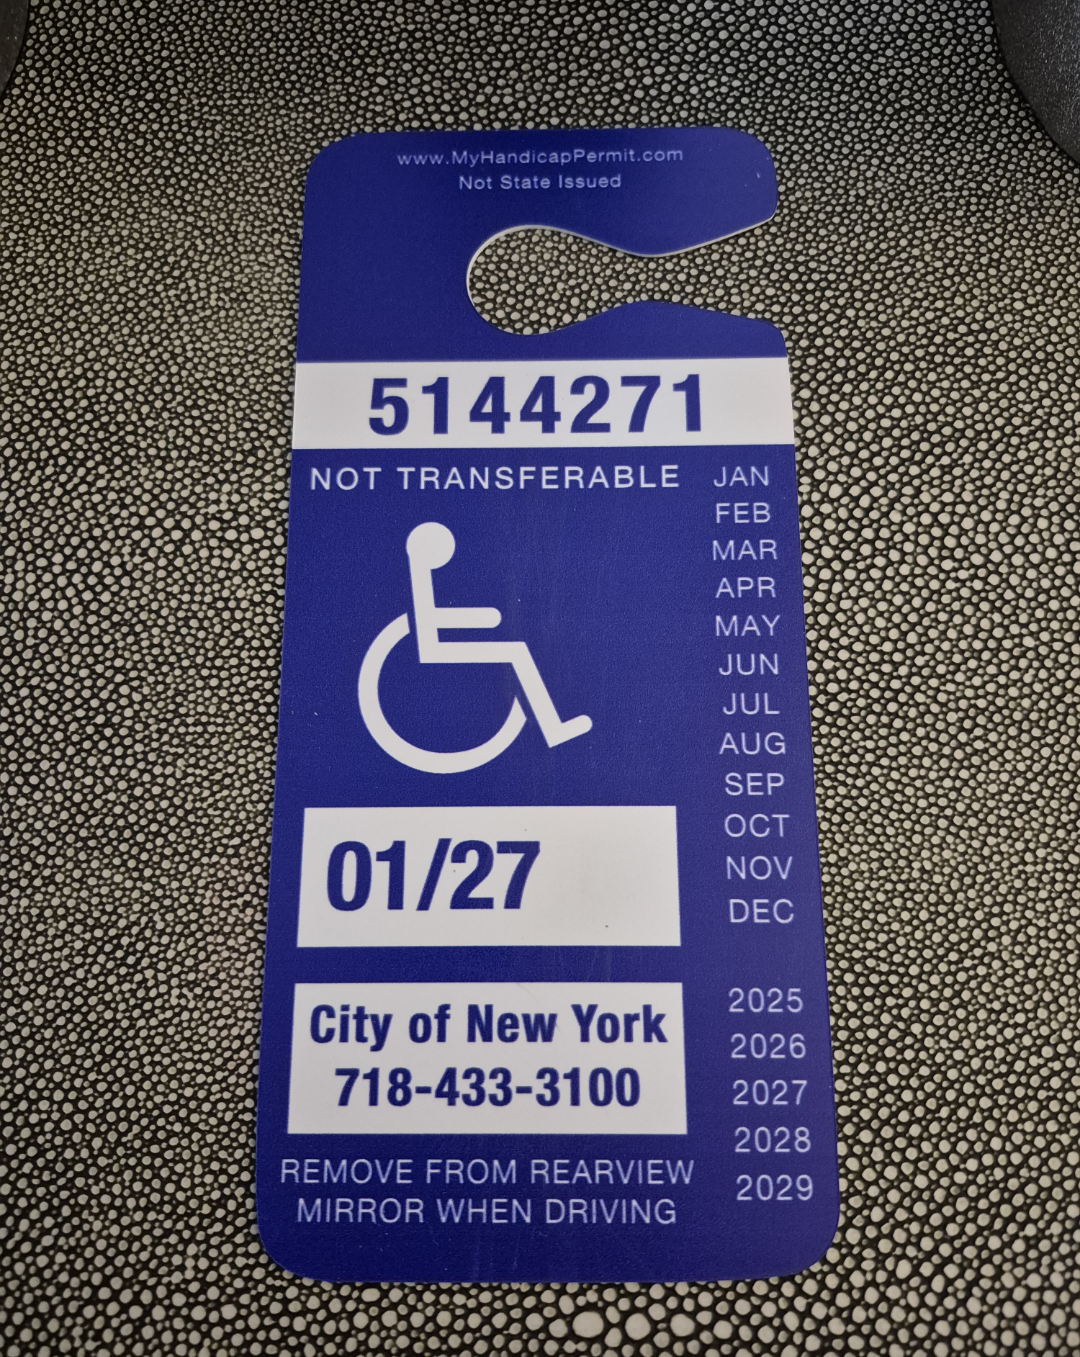 www.MyHandicapPermit.com
Not State Issued
5144271
NOT TRANSFERABLE
JAN
FEB
MAR
APR
MAY
JUN
JUL
AUG
SEP
OCT
NOV
DEC
01/27
2025
2026
2027
2028
2029
City of New York
718-433-3100
REMOVE FROM REARVIEW
MIRROR WHEN DRIVING